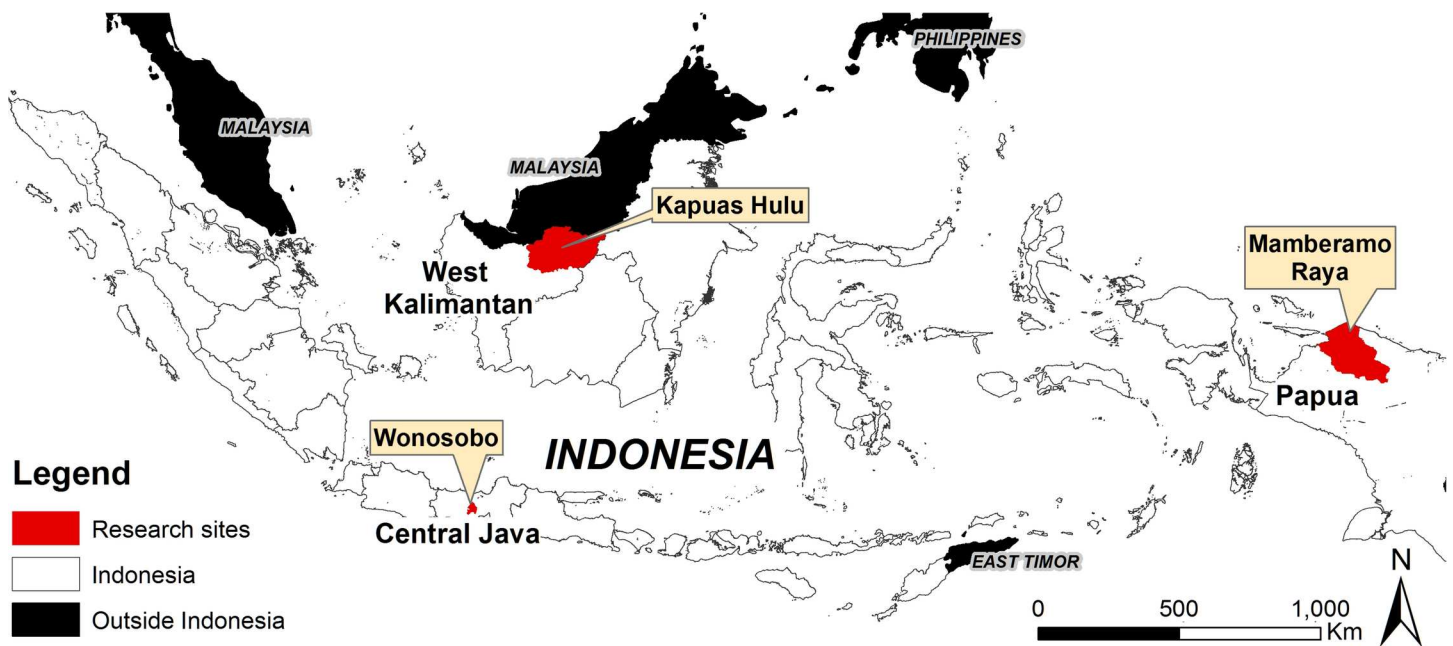 PHILIPPINES
MALAYSIA
MALAYSIA
Kapuas Hulu
Mamberamo
Raya
West
Kalimantan
Papua
Wonosobo
INDONESIA
Central Java
EAST TIMOR
Legend
Research sites
Indonesia
Outside Indonesia
N
0 500 1,000
Km